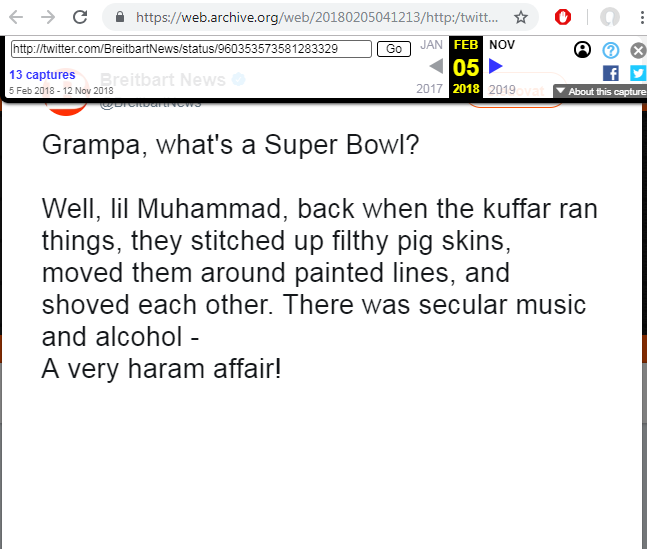 https://web.archive.org/web/20180205041213/http:/twitt...
http://twitter.com/BreitbartNews/status/960353573581283329 Go JAN FEB NOV
13 captures 05
5 Feb 2018 - 12 Nov 2018 2017 2018 2019 About this capture
Breitbart News
@BreitbartNews
Grampa, what's a Super Bowl?
Well, lil Muhammad, back when the kuffar ran
things, they stitched up filthy pig skins,
moved them around painted lines, and
shoved each other. There was secular music
and alcohol -
A very haram affair!